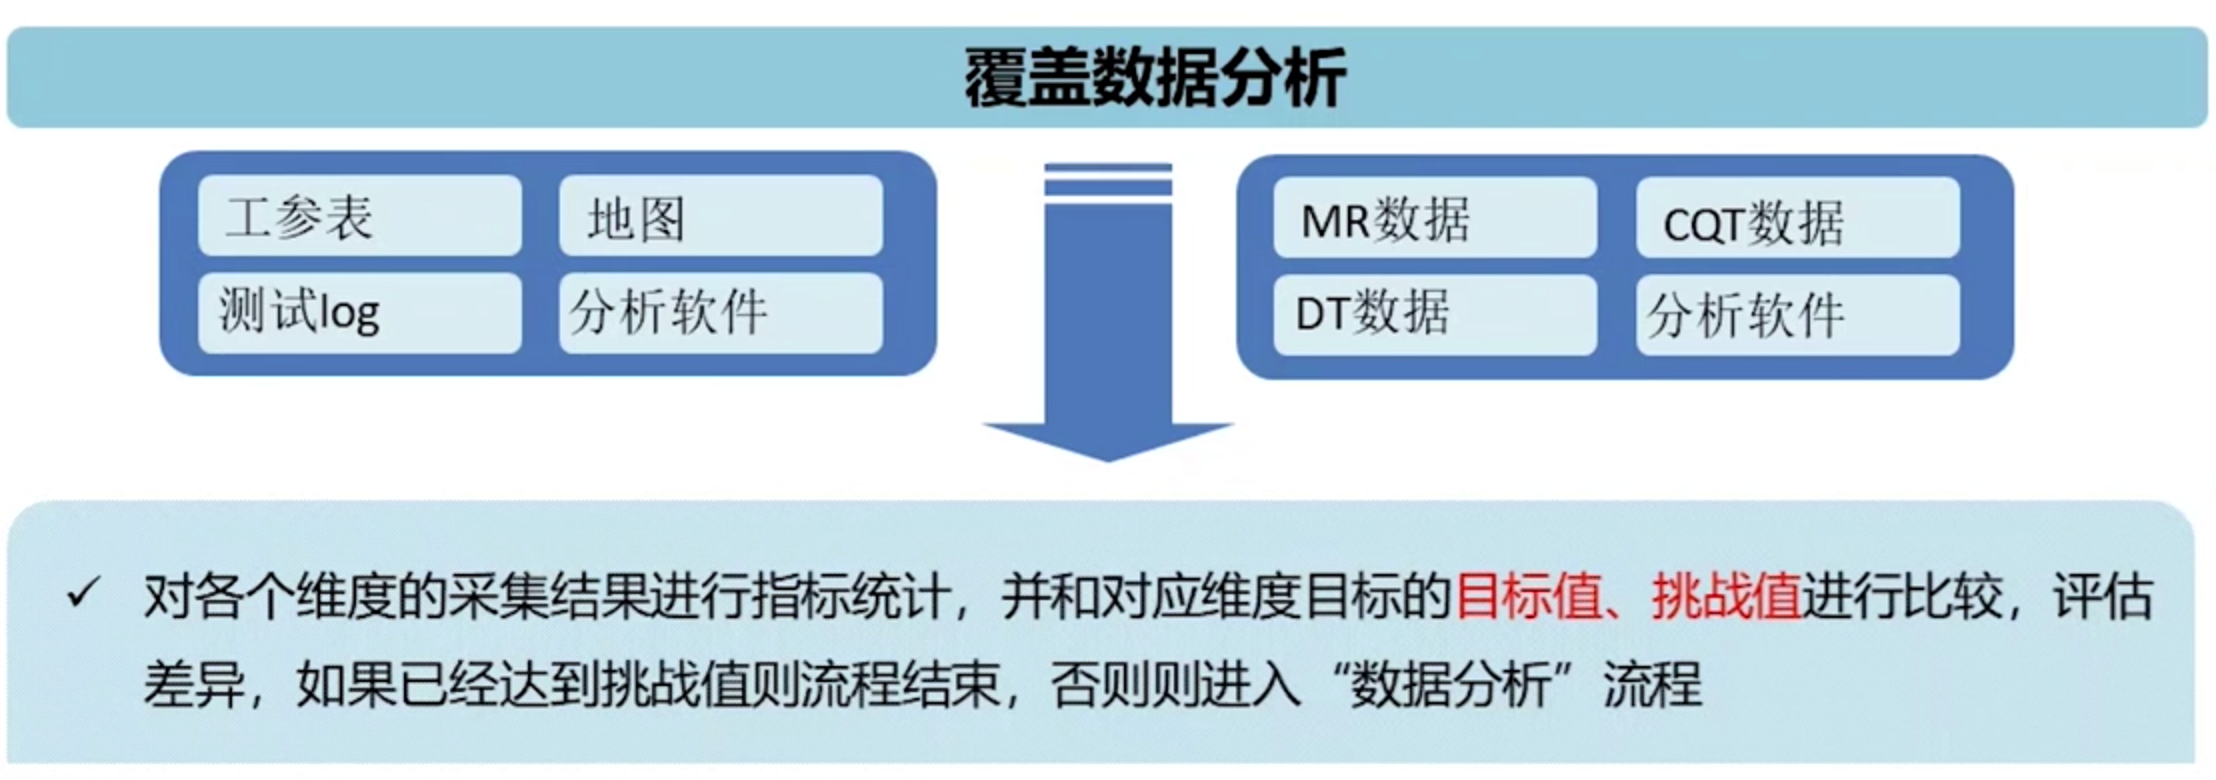 覆盖数据分析
工参表
地图
测试log
分析软件
MR数据
CQT数据
DT数据
分析软件
✓ 对各个维度的采集结果进行指标统计，并和对应维度目标的目标值、挑战值进行比较，评估
差异，如果已经达到挑战值则流程结束，否则则进入“数据分析”流程